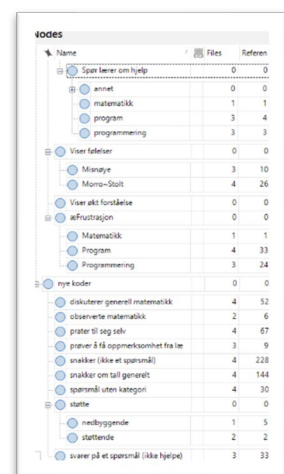 Nodes
Name Files Referen
Spør lærer om hjelp 0 0
annet 0 0
matematikk 1 1
program 3 4
programmering 3 3
Viser følelser 0 0
Misnøye 3 10
Morro~Stolt 4 26
Viser økt forståelse 0 0
æFrustrasjon 0 0
Matematikk 1 1
Program 4 33
Programmering 3 24
nye koder 0 0
diskuterer generell matematikk 4 52
observerte matematikk 2 6
prater til seg selv 4 67
prøver å få oppmerksomhet fra læ 3 9
snakker (ikke et spørsmål) 4 228
snakker om tall generelt 4 144
spørsmål uten kategori 4 30
støtte 0 0
nedbyggende 1 5
støttende 2 2
svarer på et spørsmål (ikke hjelpe) 3 33